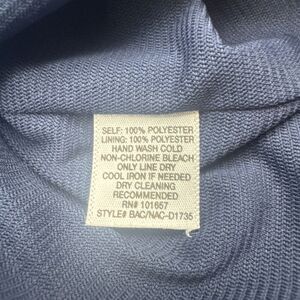 SELF: 100% POLYESTER
LINING: 100% POLYESTER
HAND WASH COLD
NON-CHLORINE BLEACH
ONLY LINE DRY
COOL IRON IF NEEDED
DRY CLEANING
RECOMMENDED
RN# 101657
STYLE# BAC/NAC-D1735